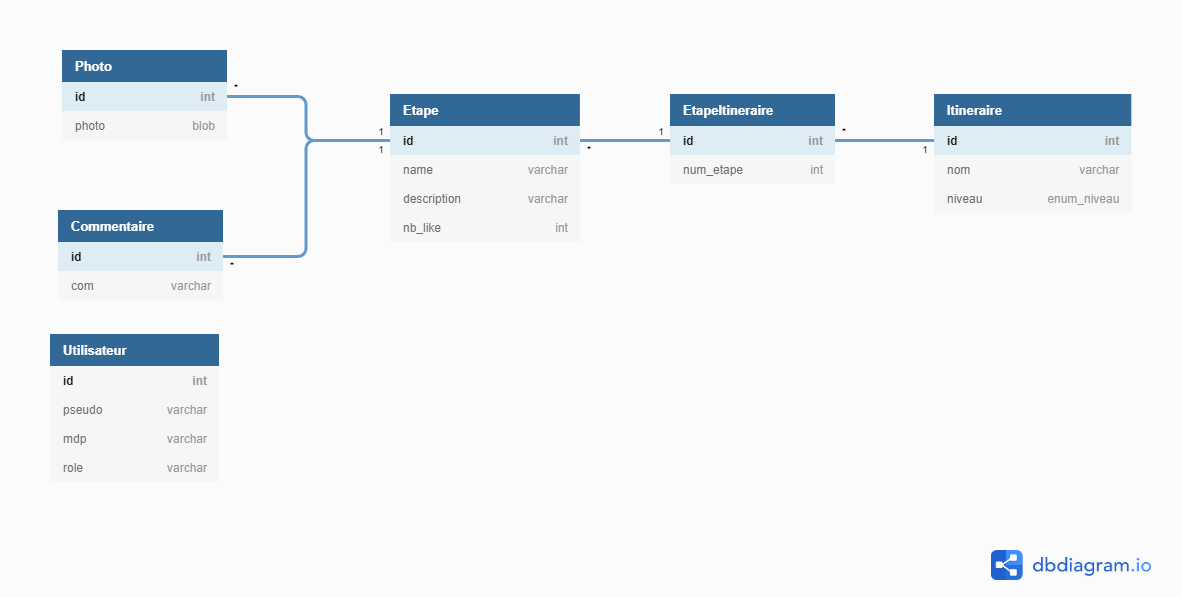 Photo
id int
photo blob
*
1
1
Commentaire
id int
com varchar
*
Utilisateur
id int
pseudo varchar
mdp varchar
role varchar
Etape
id int
name varchar
description varchar
nb_like int
*
1
EtapeItineraire
id int
num_etape int
*
1
Itineraire
id int
nom varchar
niveau enum_niveau
dbdiagram.io